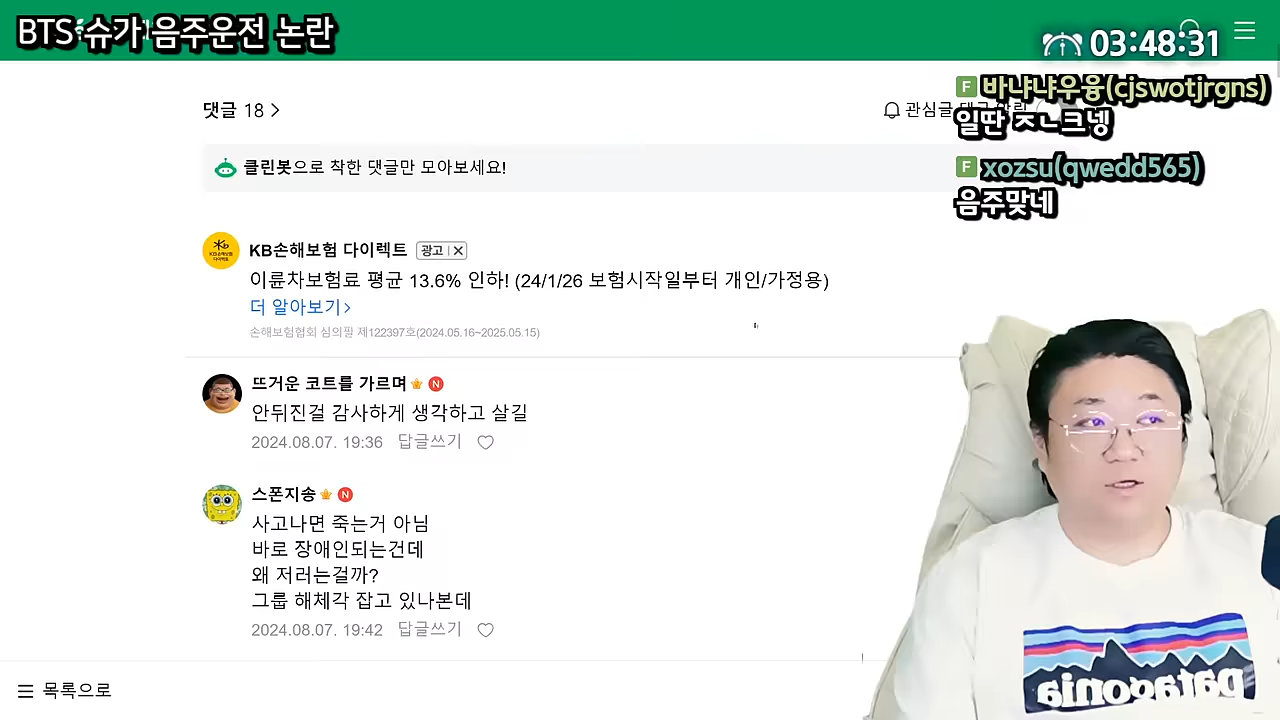 BTS 슈가 음주운전 논란
03:48:31
댓글 18
관심글 댓글 알림
F 바냐냐우융(cjswotjrgns)
일딴 ㅈㄴ크넹
F xozsu(qwedd565)
음주맞네
클린봇으로 착한 댓글만 모아보세요!
KB손해보험 다이렉트 광고 X
이륜차보험료 평균 13.6% 인하! (24/1/26 보험시작일부터 개인/가정용)
더 알아보기
손해보험협회 심의필 제122397호(2024.05.16~2025.05.15)
뜨거운 코트를 가르며 N
안뒤진걸 감사하게 생각하고 살길
2024.08.07. 19:36 답글쓰기
스폰지송 N
사고나면 죽는거 아님
바로 장애인되는건데
왜 저러는걸까?
그룹 해체각 잡고 있나본데
2024.08.07. 19:42 답글쓰기
목록으로
patagonia